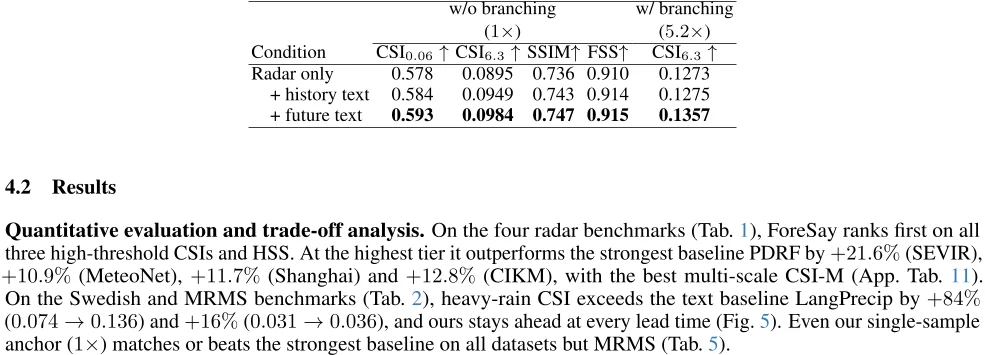 w/o branching w/ branching
(1×) (5.2×)
Condition CSI0.06 ↑ CSI6.3 ↑ SSIM↑ FSS↑ CSI6.3 ↑
Radar only 0.578 0.0895 0.736 0.910 0.1273
+ history text 0.584 0.0949 0.743 0.914 0.1275
+ future text 0.593 0.0984 0.747 0.915 0.1357
4.2 Results
Quantitative evaluation and trade-off analysis. On the four radar benchmarks (Tab. 1), ForeSay ranks first on all
three high-threshold CSIs and HSS. At the highest tier it outperforms the strongest baseline PDRF by +21.6% (SEVIR),
+10.9% (MeteoNet), +11.7% (Shanghai) and +12.8% (CIKM), with the best multi-scale CSI-M (App. Tab. 11).
On the Swedish and MRMS benchmarks (Tab. 2), heavy-rain CSI exceeds the text baseline LangPrecip by +84%
(0.074 → 0.136) and +16% (0.031 → 0.036), and ours stays ahead at every lead time (Fig. 5). Even our single-sample
anchor (1×) matches or beats the strongest baseline on all datasets but MRMS (Tab. 5).